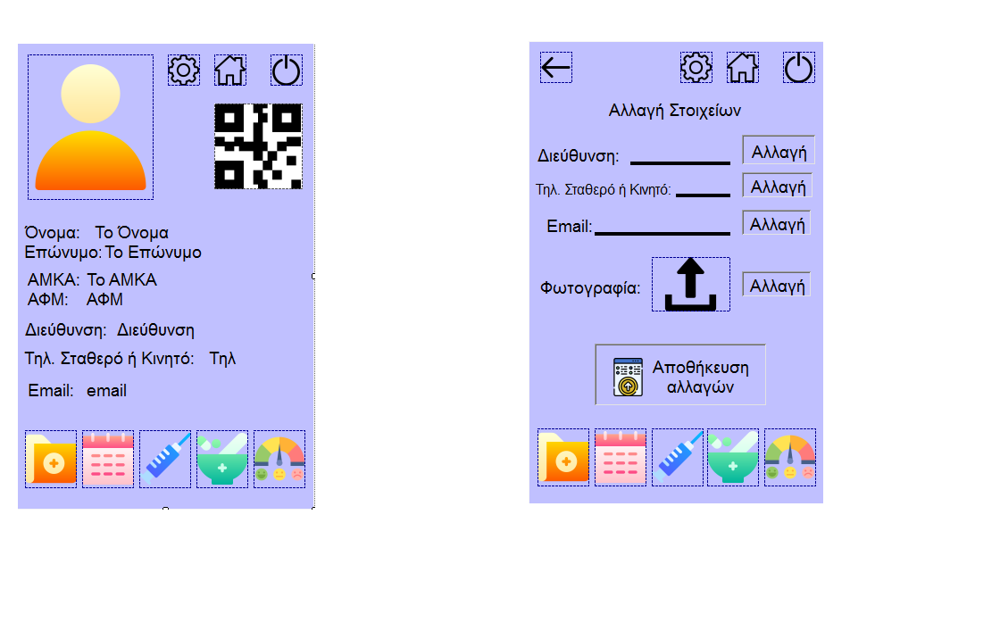 Όνομα: Το Όνομα
Επώνυμο: Το Επώνυμο
ΑΜΚΑ: Το ΑΜΚΑ
ΑΦΜ: ΑΦΜ
Διεύθυνση: Διεύθυνση
Τηλ. Σταθερό ή Κινητό: Τηλ
Email: email
Αλλαγή Στοιχείων
Διεύθυνση: Αλλαγή
Τηλ. Σταθερό ή Κινητό: Αλλαγή
Email: Αλλαγή
Φωτογραφία: Αλλαγή
Αποθήκευση
αλλαγών